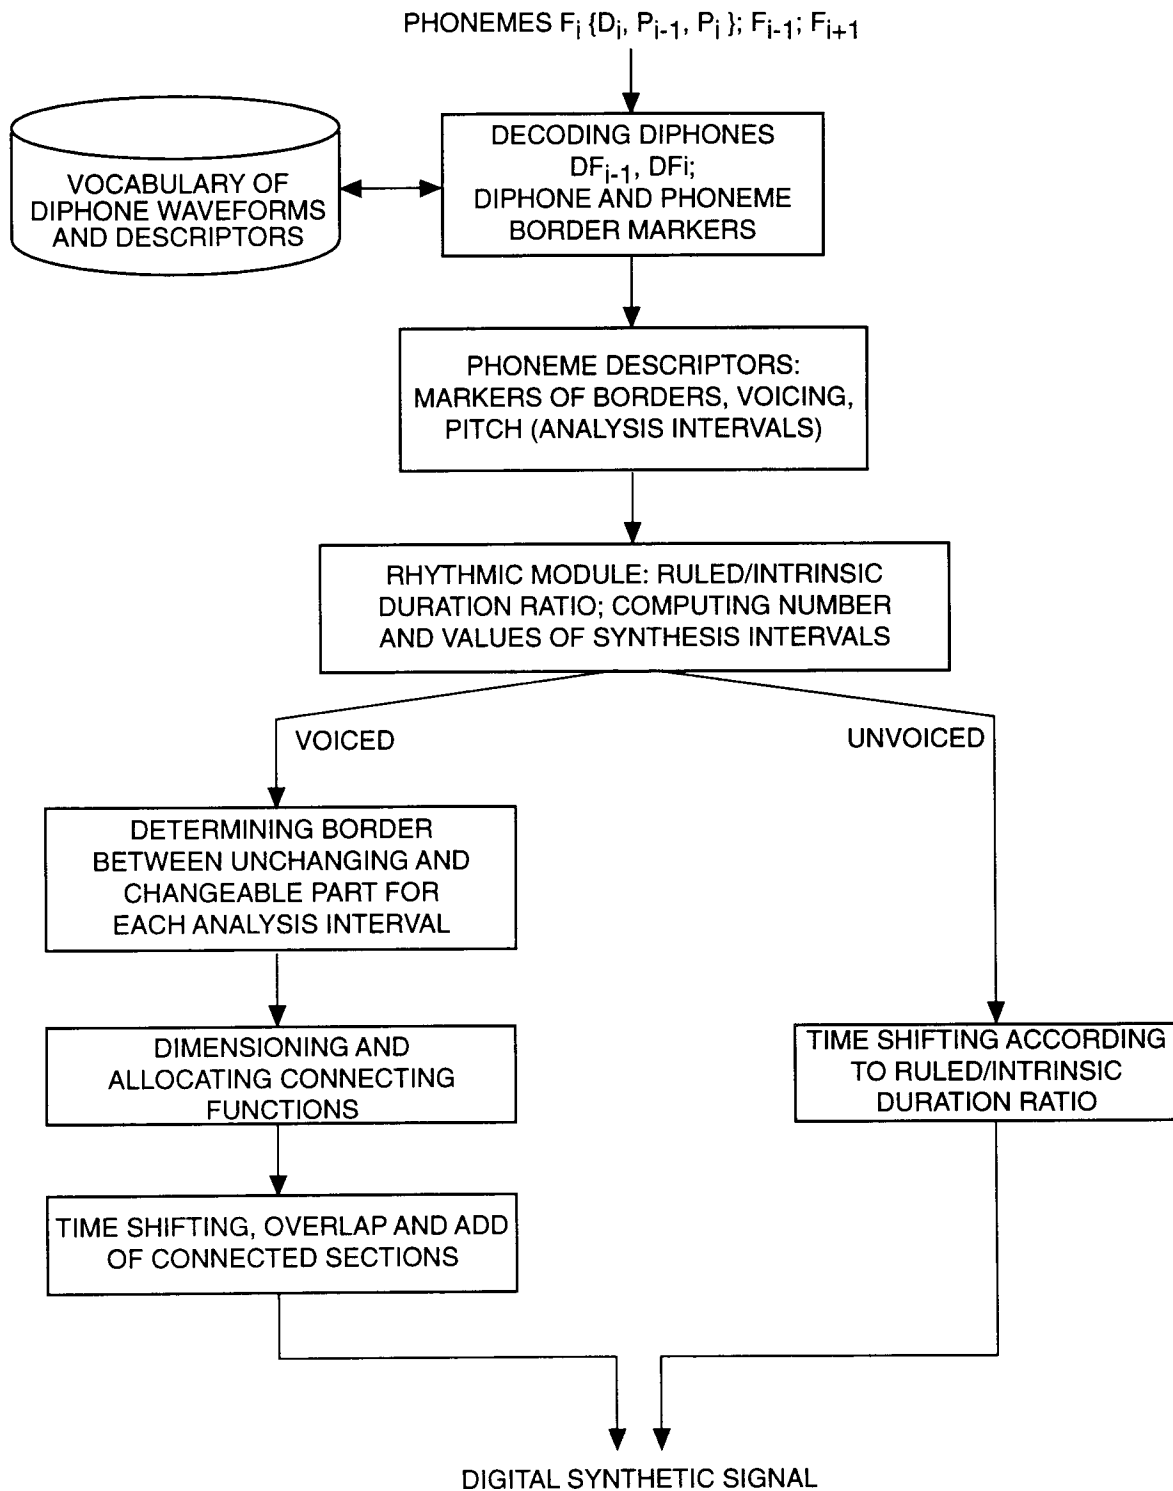 PHONEMES Fi {Di, Pi-1, Pi }; Fi-1; Fi+1
VOCABULARY OF
DIPHONE WAVEFORMS
AND DESCRIPTORS
DECODING DIPHONES
DFi-1, DFi;
DIPHONE AND PHONEME
BORDER MARKERS
PHONEME DESCRIPTORS:
MARKERS OF BORDERS, VOICING,
PITCH (ANALYSIS INTERVALS)
RHYTHMIC MODULE: RULED/INTRINSIC
DURATION RATIO; COMPUTING NUMBER
AND VALUES OF SYNTHESIS INTERVALS
VOICED
UNVOICED
DETERMINING BORDER
BETWEEN UNCHANGING AND
CHANGEABLE PART FOR
EACH ANALYSIS INTERVAL
DIMENSIONING AND
ALLOCATING CONNECTING
FUNCTIONS
TIME SHIFTING ACCORDING
TO RULED/INTRINSIC
DURATION RATIO
TIME SHIFTING, OVERLAP AND ADD
OF CONNECTED SECTIONS
DIGITAL SYNTHETIC SIGNAL